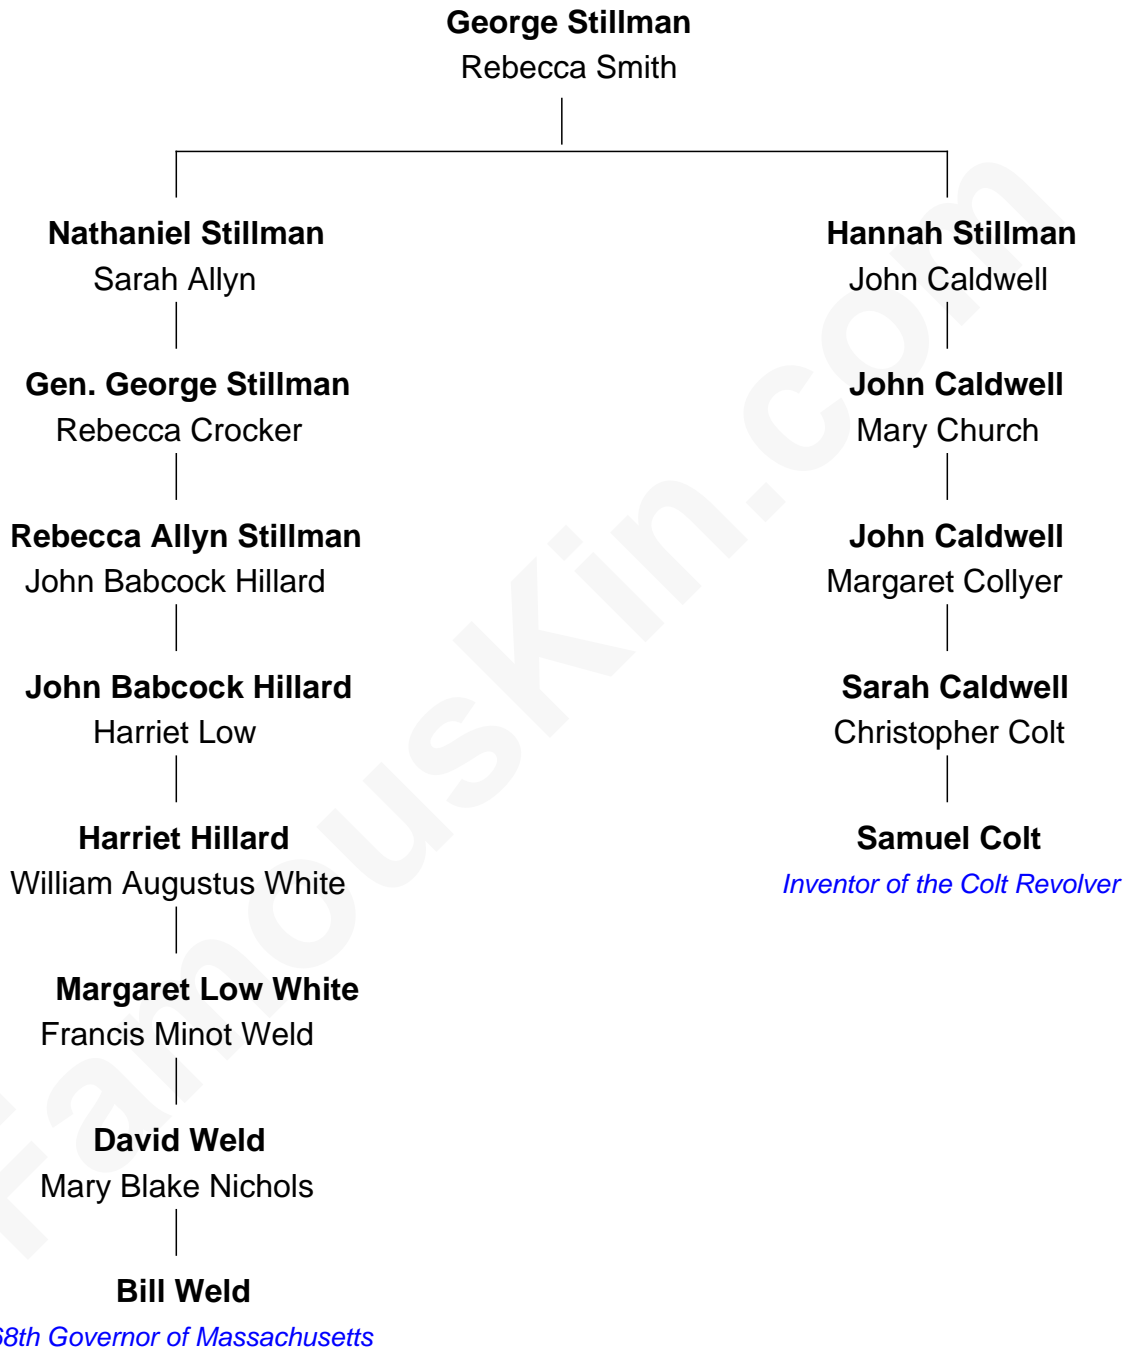 George Stillman
Rebecca Smith
Nathaniel Stillman
Sarah Allyn
Gen. George Stillman
Rebecca Crocker
Rebecca Allyn Stillman
John Babcock Hillard
John Babcock Hillard
Harriet Low
Harriet Hillard
William Augustus White
Margaret Low White
Francis Minot Weld
David Weld
Mary Blake Nichols
Bill Weld
68th Governor of Massachusetts
Hannah Stillman
John Caldwell
John Caldwell
Mary Church
John Caldwell
Margaret Collyer
Sarah Caldwell
Christopher Colt
Samuel Colt
Inventor of the Colt Revolver
FamousKin.com